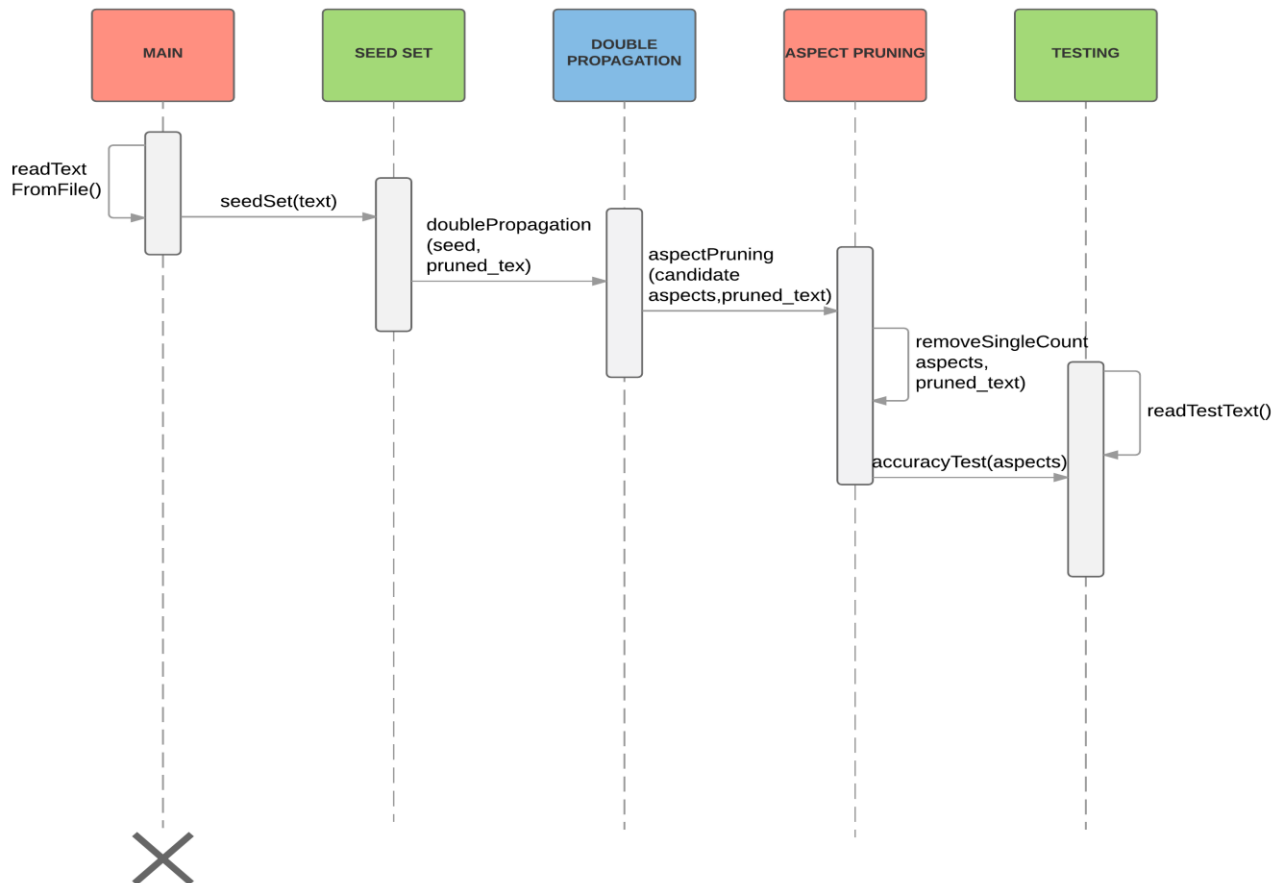 MAIN
SEED SET
DOUBLE
PROPAGATION
ASPECT PRUNING
TESTING
readText
FromFile()
seedSet(text)
doublePropagation
(seed,
pruned_tex)
aspectPruning
(candidate
aspects,pruned_text)
removeSingleCount
aspects,
pruned_text)
readTestText()
accuracyTest(aspects)